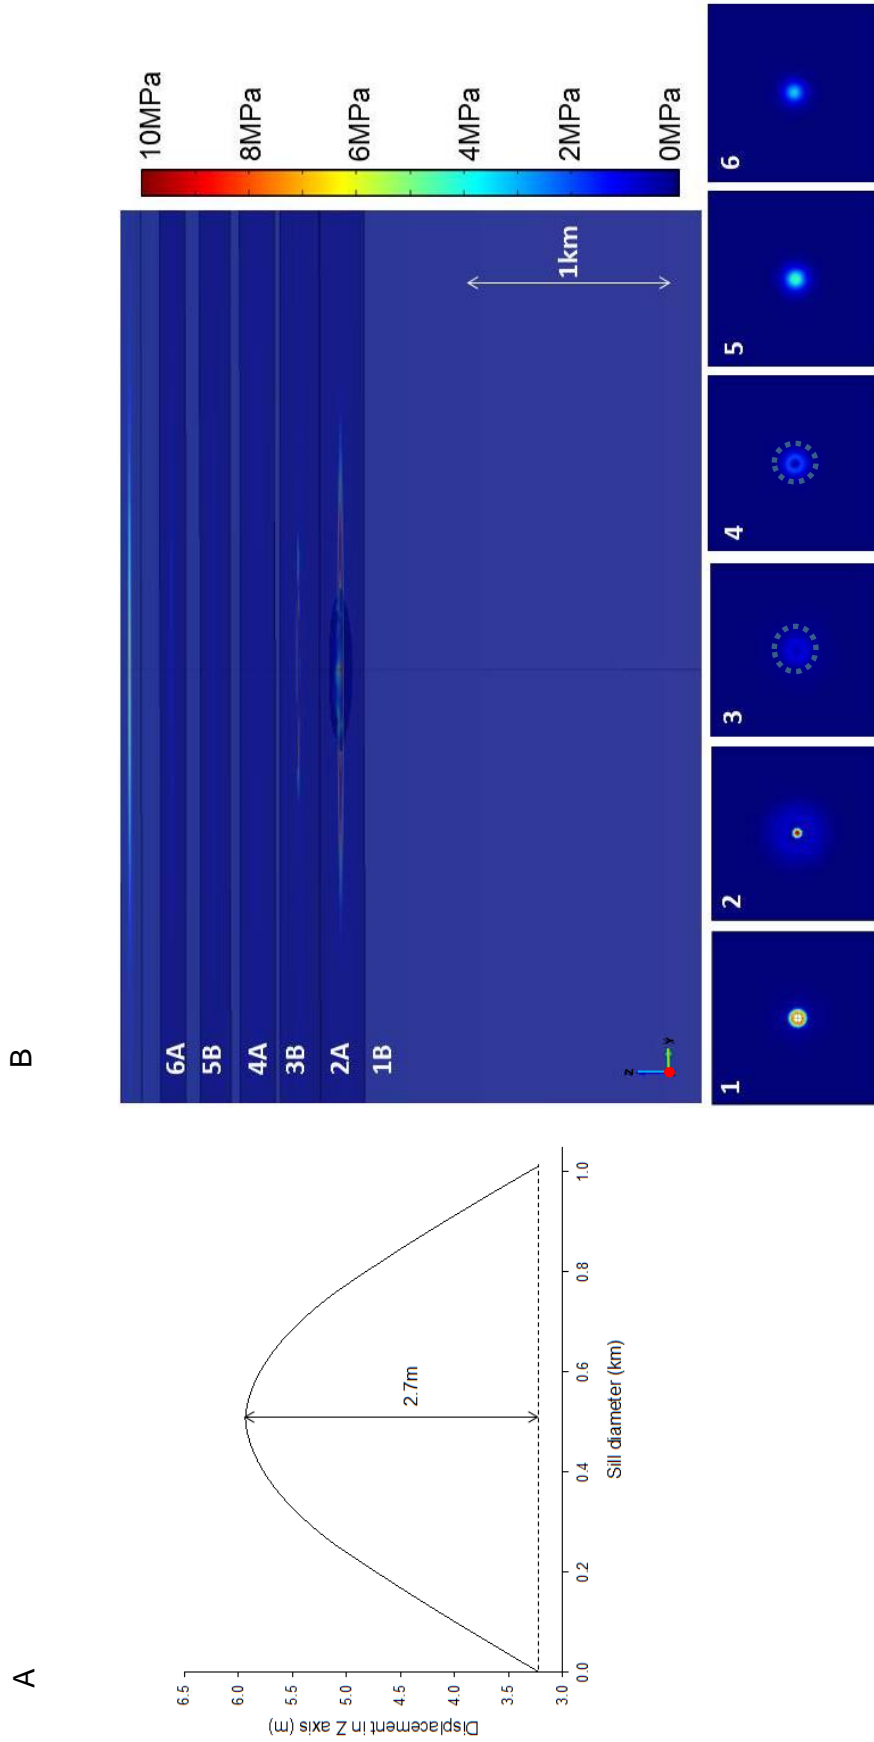 A
6.5
6.0
5.5
5.0
4.5
4.0
3.5
3.0
Displacement in Z axis (m)
2.7m
0.0
0.2
0.4
0.6
0.8
1.0
Sill diameter (km)
B
6A
5B
4A
3B
2A
1B
z
y
1km
10MPa
8MPa
6MPa
4MPa
2MPa
0MPa
1
2
3
4
5
6